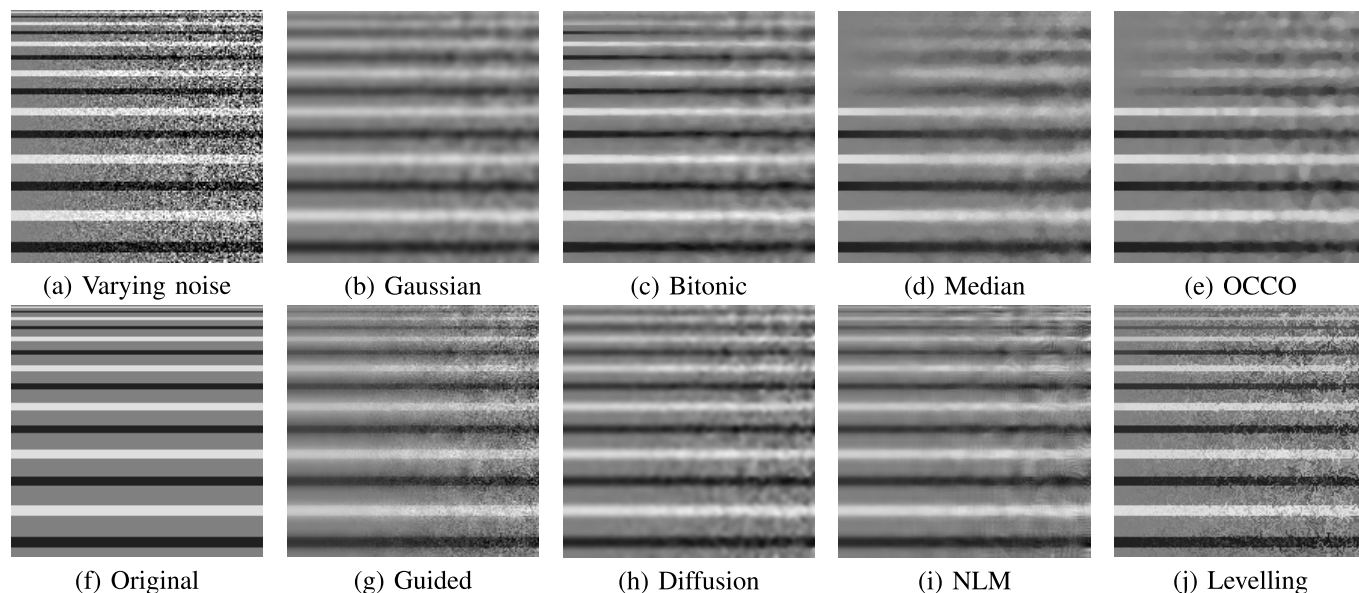 (a) Varying noise
(b) Gaussian
(c) Bitonic
(d) Median
(e) OCCO
(f) Original
(g) Guided
(h) Diffusion
(i) NLM
(j) Levelling